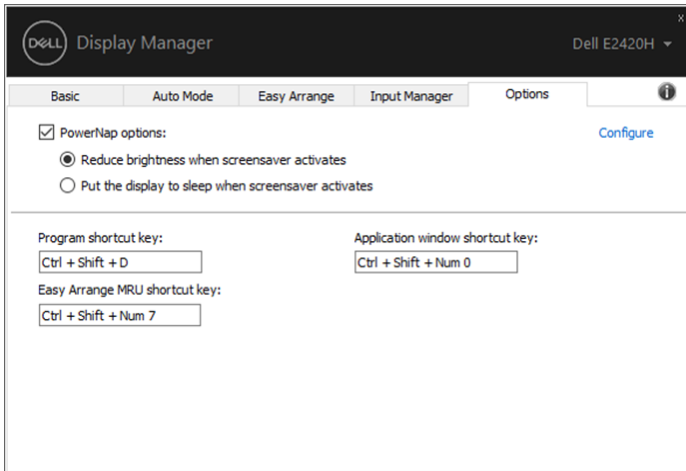 x
DELL Display Manager
Dell E2420H
Basic Auto Mode Easy Arrange Input Manager Options i
PowerNap options: Configure
Reduce brightness when screensaver activates
Put the display to sleep when screensaver activates
Program shortcut key: Application window shortcut key:
Ctrl + Shift + D Ctrl + Shift + Num 0
Easy Arrange MRU shortcut key:
Ctrl + Shift + Num 7